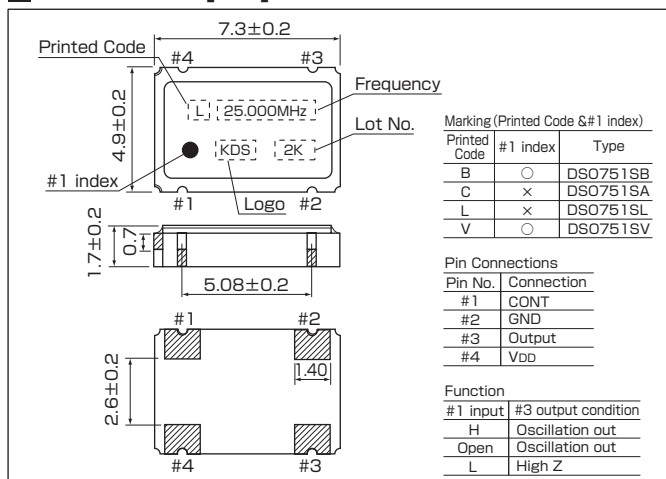 7.3±0.2
Printed Code
#4
#3
Frequency
L
25.000MHz
Lot No.
4.9±0.2
KDS
2K
#1 index
#1
Logo
#2
1.7±0.2
0.7
5.08±0.2
#1
#2
1.40
2.6±0.2
#4
#3
Marking (Printed Code &#1 index)
Printed Code | #1 index | Type
B | ○ | DSO751SB
C | × | DSO751SA
L | × | DSO751SL
V | ○ | DSO751SV
Pin Connections
Pin No. | Connection
#1 | CONT
#2 | GND
#3 | Output
#4 | VDD
Function
#1 input | #3 output condition
H | Oscillation out
Open | Oscillation out
L | High Z